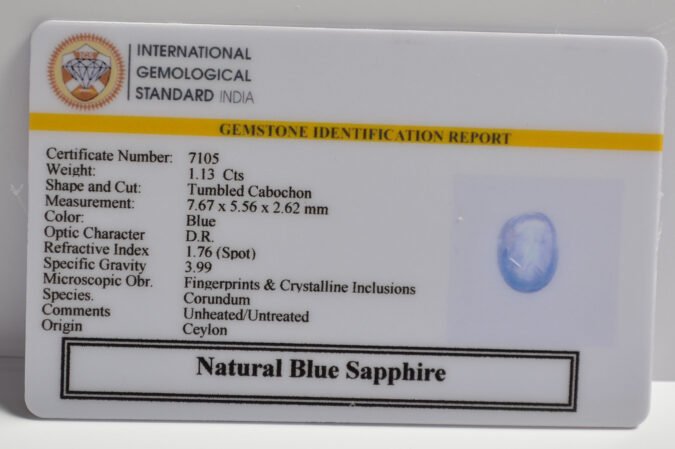 INTERNATIONAL
GEMOLOGICAL
STANDARD INDIA
GEMSTONE IDENTIFICATION REPORT
Certificate Number: 7105
Weight: 1.13 Cts
Shape and Cut: Tumbled Cabochon
Measurement: 7.67 x 5.56 x 2.62 mm
Color: Blue
Optic Character D.R.
Refractive Index 1.76 (Spot)
Specific Gravity 3.99
Microscopic Obr. Fingerprints & Crystalline Inclusions
Species. Corundum
Comments Unheated/Untreated
Origin Ceylon
Natural Blue Sapphire